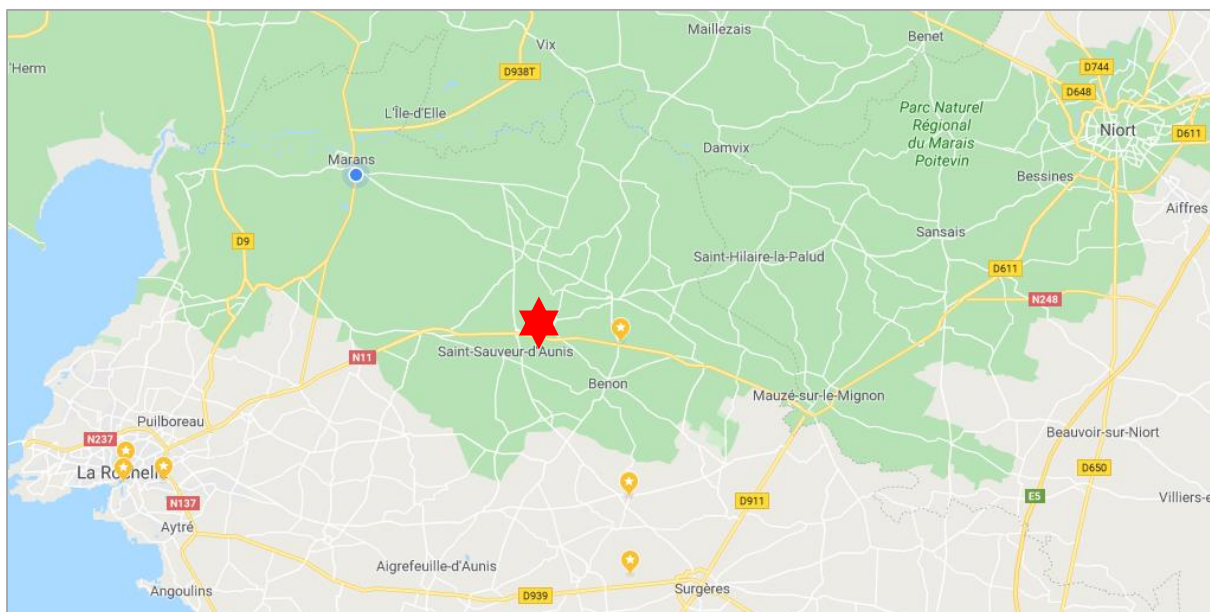 Maillezais
Benet
Vix
'Herm
D938T
D744
D648
L'Île-d'Elle
Parc Naturel
Régional
du Marais
Poitevin
Niort
D611
Marans
Damvix
Bessines
Aiffres
D9
Sansais
Saint-Hilaire-la-Palud
D611
N248
N11
Saint-Sauveur-d'Aunis
Benon
Mauzé-sur-le-Mignon
Puilboreau
N237
Beauvoir-sur-Niort
La Rochelle
D650
N137
D911
E5
Villiers-e
Aytré
Aigrefeuille-d'Aunis
Angoulins
D939
Surgères